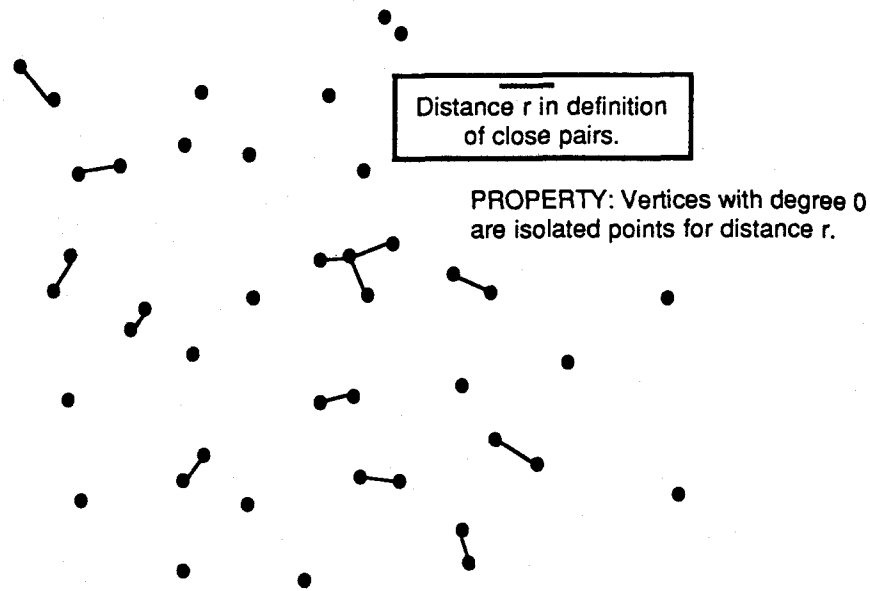 Distance r in definition
of close pairs.
PROPERTY: Vertices with degree 0
are isolated points for distance r.